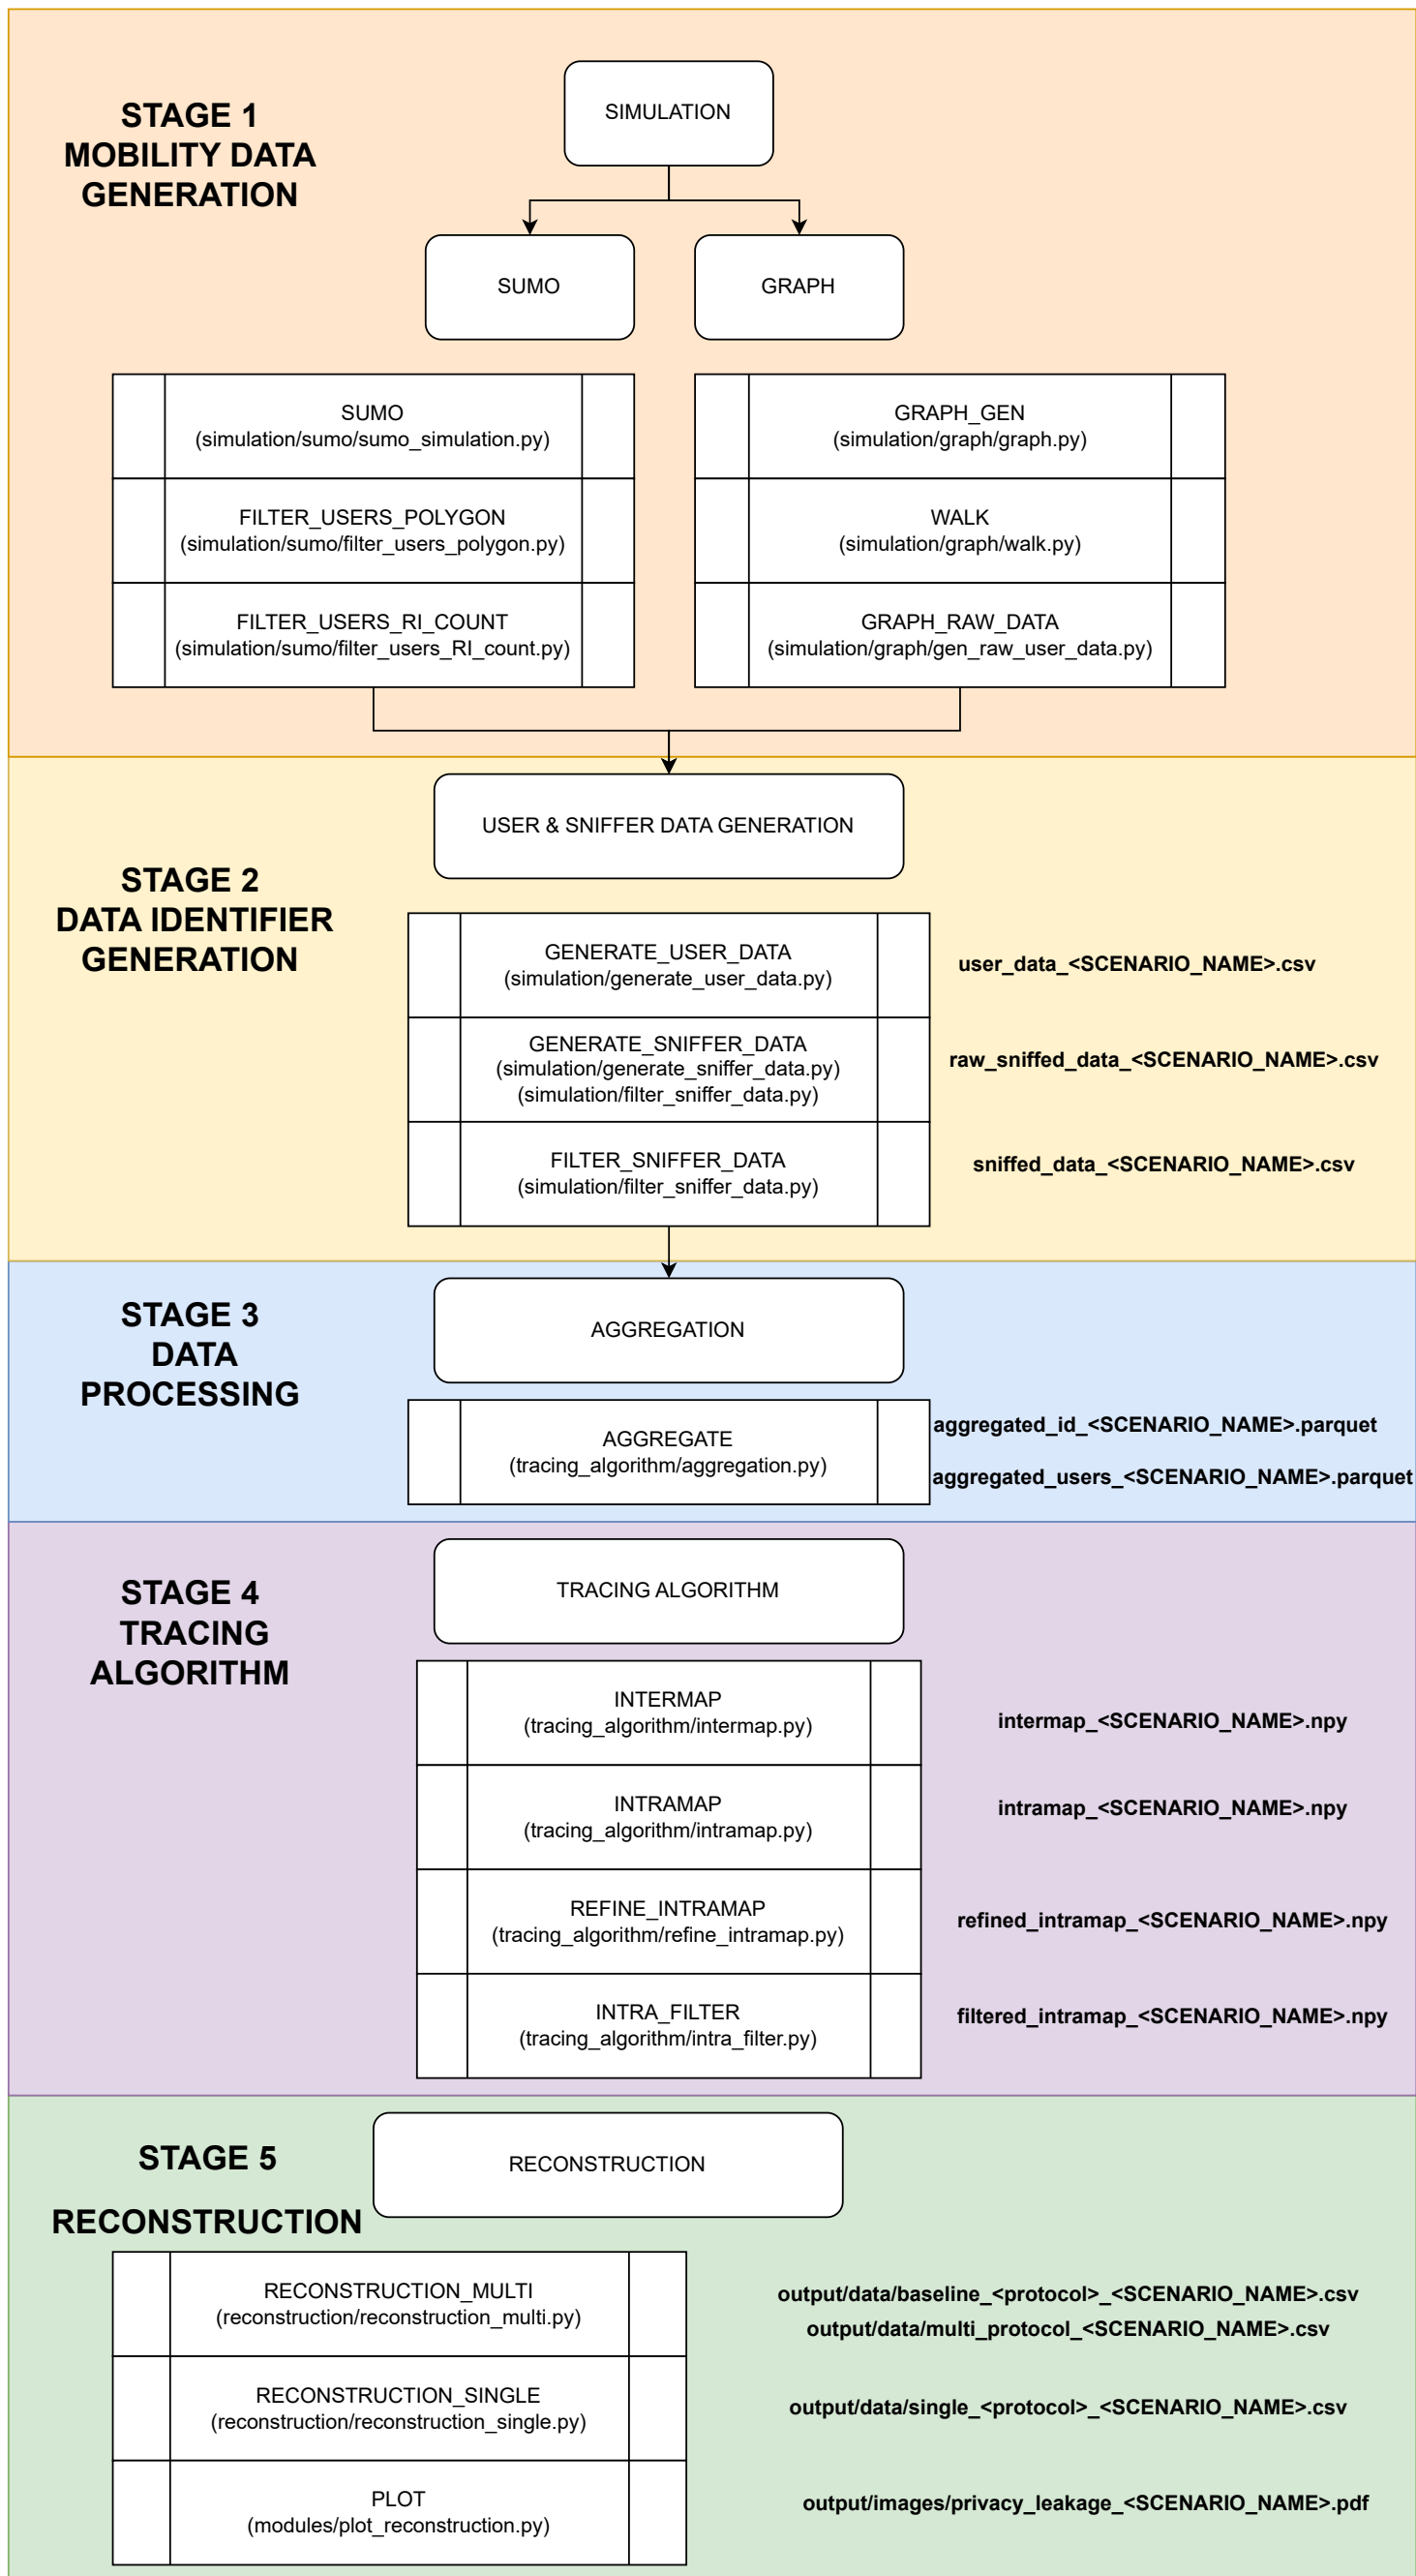 STAGE 1
MOBILITY DATA
GENERATION
SIMULATION
SUMO
GRAPH
SUMO
(simulation/sumo/sumo_simulation.py)
FILTER_USERS_POLYGON
(simulation/sumo/filter_users_polygon.py)
FILTER_USERS_RI_COUNT
(simulation/sumo/filter_users_RI_count.py)
GRAPH_GEN
(simulation/graph/graph.py)
WALK
(simulation/graph/walk.py)
GRAPH_RAW_DATA
(simulation/graph/gen_raw_user_data.py)
STAGE 2
DATA IDENTIFIER
GENERATION
USER & SNIFFER DATA GENERATION
GENERATE_USER_DATA
(simulation/generate_user_data.py)
user_data_<SCENARIO_NAME>.csv
GENERATE_SNIFFER_DATA
(simulation/generate_sniffer_data.py)
(simulation/filter_sniffer_data.py)
raw_sniffed_data_<SCENARIO_NAME>.csv
FILTER_SNIFFER_DATA
(simulation/filter_sniffer_data.py)
sniffed_data_<SCENARIO_NAME>.csv
STAGE 3
DATA
PROCESSING
AGGREGATION
AGGREGATE
(tracing_algorithm/aggregation.py)
aggregated_id_<SCENARIO_NAME>.parquet
aggregated_users_<SCENARIO_NAME>.parquet
STAGE 4
TRACING
ALGORITHM
TRACING ALGORITHM
INTERMAP
(tracing_algorithm/intermap.py)
intermap_<SCENARIO_NAME>.npy
INTRAMAP
(tracing_algorithm/intramap.py)
intramap_<SCENARIO_NAME>.npy
REFINE_INTRAMAP
(tracing_algorithm/refine_intramap.py)
refined_intramap_<SCENARIO_NAME>.npy
INTRA_FILTER
(tracing_algorithm/intra_filter.py)
filtered_intramap_<SCENARIO_NAME>.npy
STAGE 5
RECONSTRUCTION
RECONSTRUCTION
RECONSTRUCTION_MULTI
(reconstruction/reconstruction_multi.py)
output/data/baseline_<protocol>_<SCENARIO_NAME>.csv
output/data/multi_protocol_<SCENARIO_NAME>.csv
RECONSTRUCTION_SINGLE
(reconstruction/reconstruction_single.py)
output/data/single_<protocol>_<SCENARIO_NAME>.csv
PLOT
(modules/plot_reconstruction.py)
output/images/privacy_leakage_<SCENARIO_NAME>.pdf